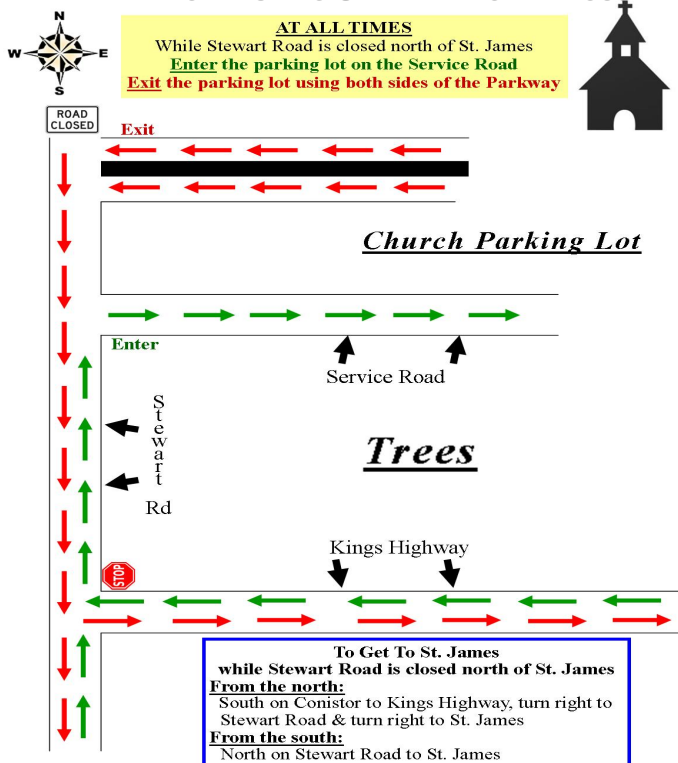 AT ALL TIMES
While Stewart Road is closed north of St. James
Enter the parking lot on the Service Road
Exit the parking lot using both sides of the Parkway
N
W
E
S
ROAD
CLOSED
Exit
Church Parking Lot
Enter
Service Road
Stewart
Rd
Trees
Kings Highway
STOP
To Get To St. James
while Stewart Road is closed north of St. James
From the north:
South on Conistor to Kings Highway, turn right to
Stewart Road & turn right to St. James
From the south:
North on Stewart Road to St. James